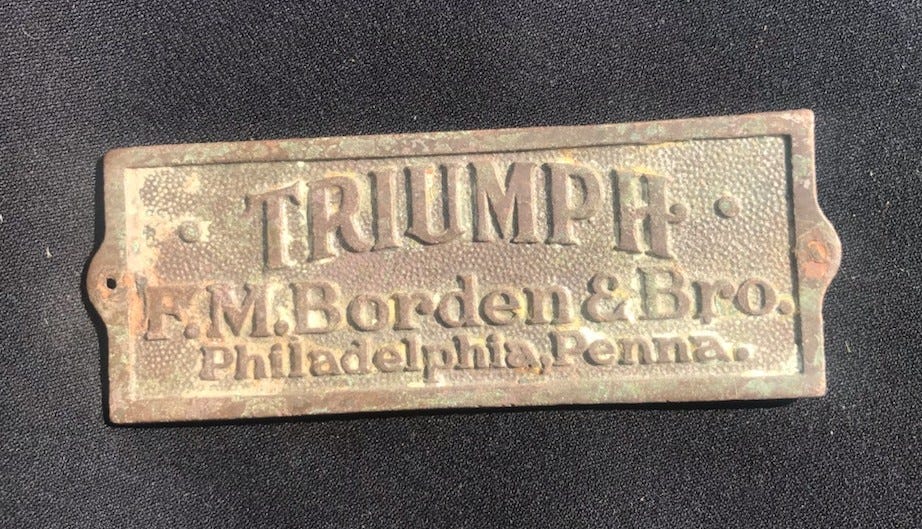 TRIUMPH
F.M. Borden & Bro.
Philadelphia, Penna.